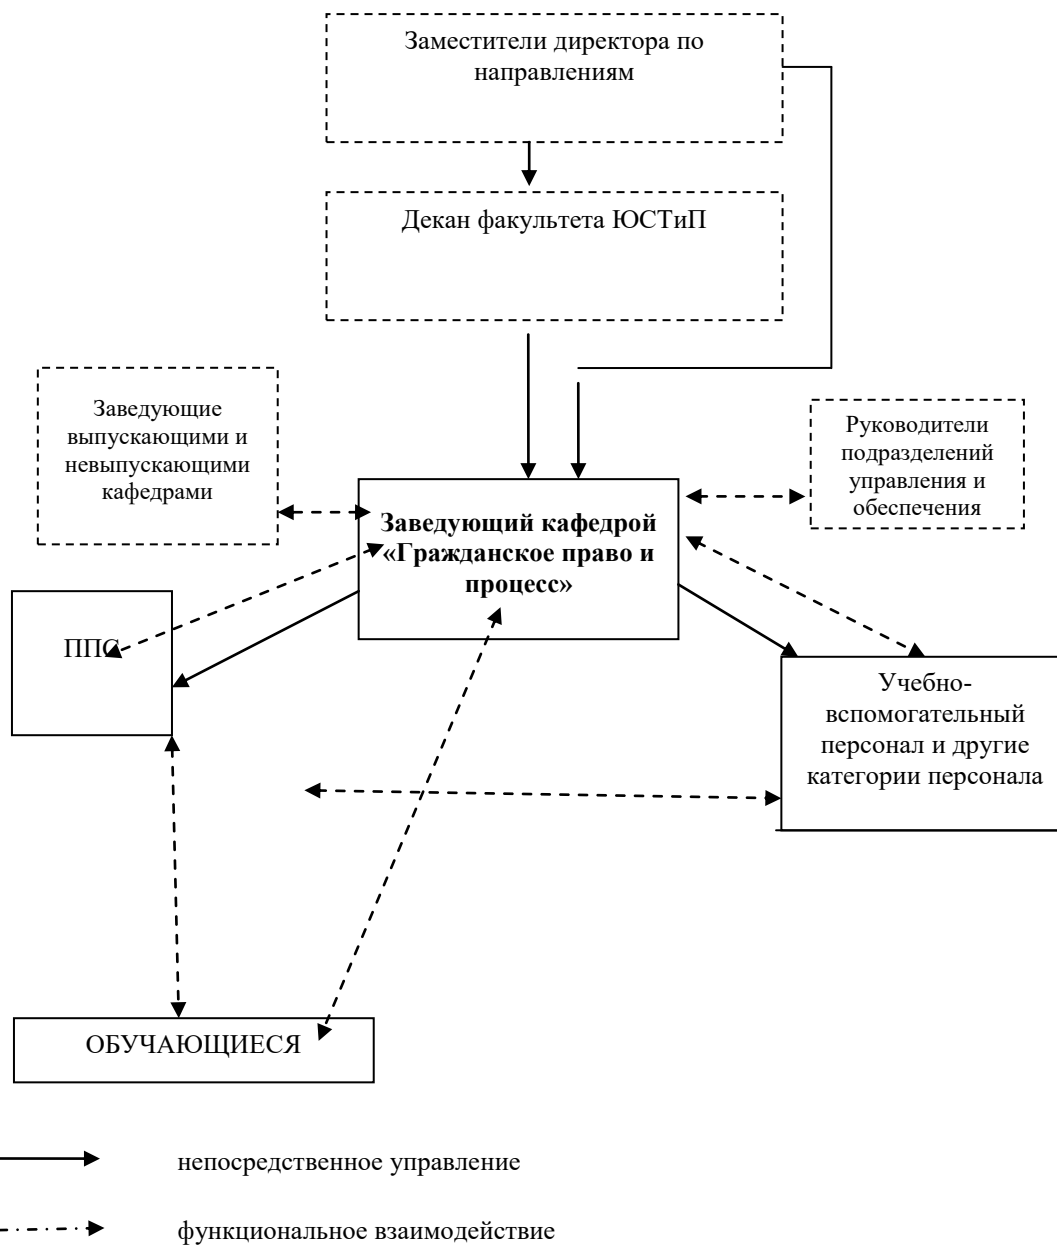 Заместители директора по
направлениям
Декан факультета ЮСТиП
Заведующие
выпускающими и
невыпускающими
кафедрами
Руководители
подразделений
управления и
обеспечения
Заведующий кафедрой
«Гражданское право и
процесс»
ППС
Учебно-
вспомогательный
персонал и другие
категории персонала
ОБУЧАЮЩИЕСЯ
непосредственное управление
функциональное взаимодействие